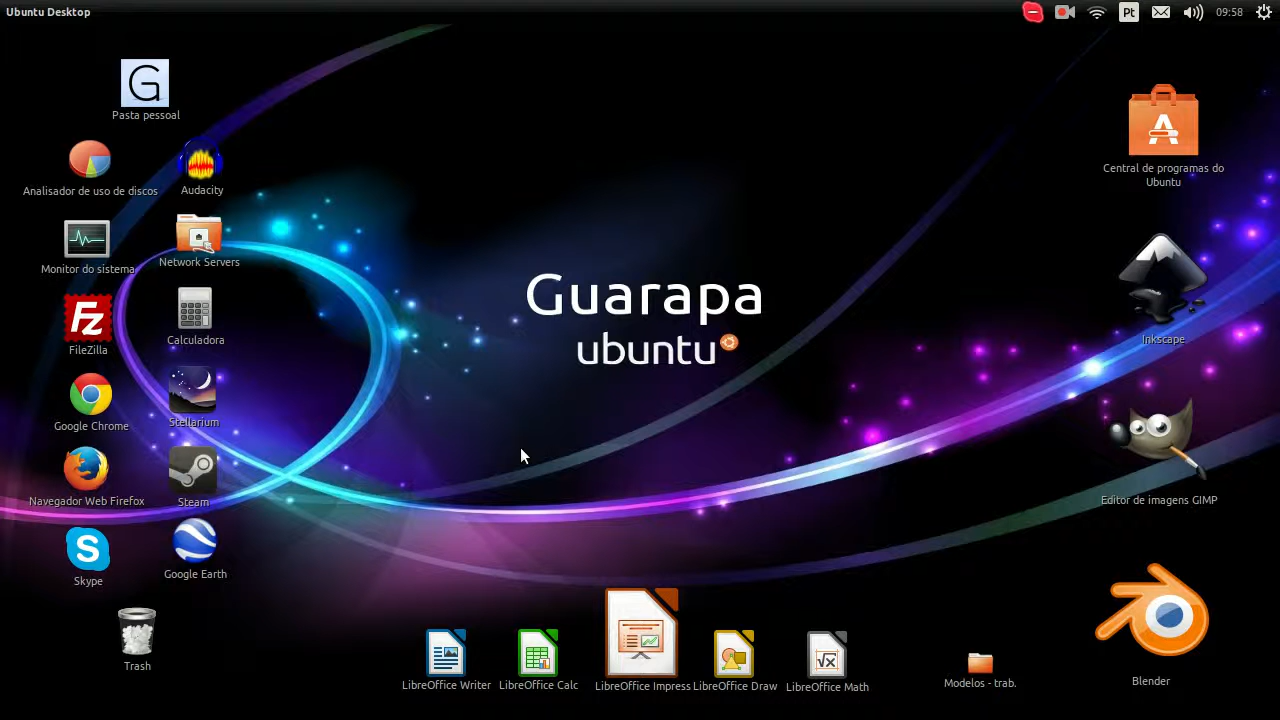 Ubuntu Desktop
Pt
09:58
G
Pasta pessoal
Analisador de uso de discos
Audacity
Monitor do sistema
Network Servers
Fz
FileZilla
Calculadora
Google Chrome
Stellarium
Navegador Web Firefox
Steam
S
Skype
Google Earth
Trash
Guarapa
ubuntu
LibreOffice Writer
LibreOffice Calc
LibreOffice Impress
LibreOffice Draw
√x
LibreOffice Math
Modelos - trab.
Central de programas do
Ubuntu
Inkscape
Editor de imagens GIMP
Blender